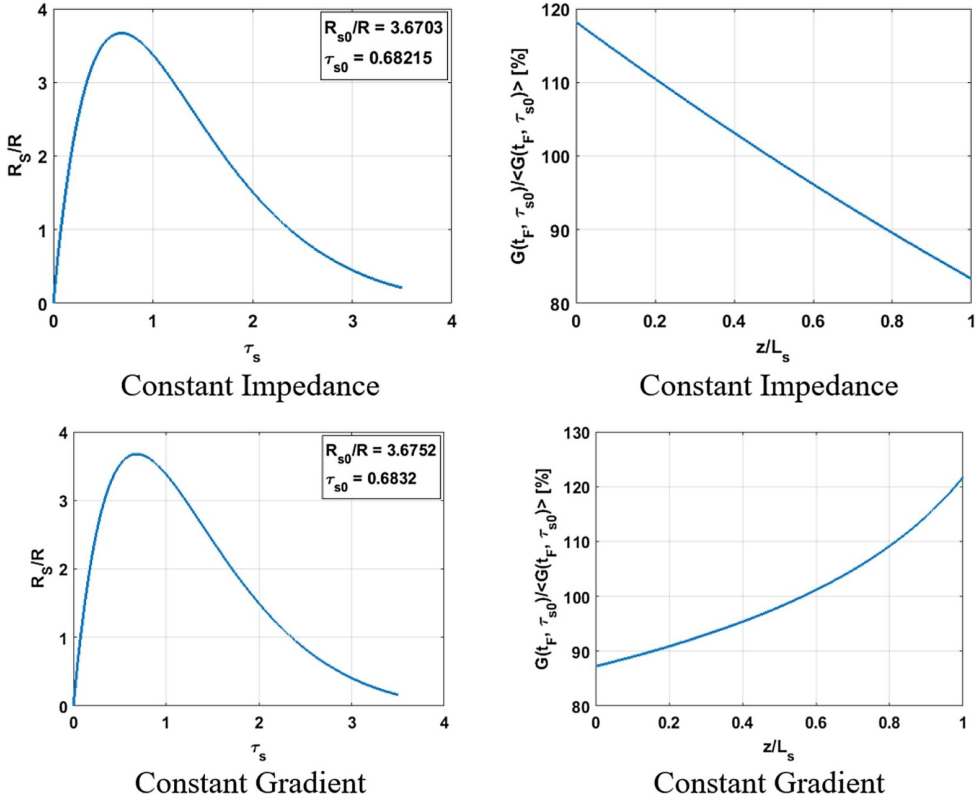 4
3
2
1
0
R_S/R
R_s0/R = 3.6703
τ_s0 = 0.68215
0 1 2 3 4
τ_s
Constant Impedance
120
110
100
90
80
G(t_F, τ_s0)/<G(t_F, τ_s0)> [%]
0 0.2 0.4 0.6 0.8 1
z/L_s
Constant Impedance
4
3
2
1
0
R_S/R
R_s0/R = 3.6752
τ_s0 = 0.6832
0 1 2 3 4
τ_s
Constant Gradient
130
120
110
100
90
80
G(t_F, τ_s0)/<G(t_F, τ_s0)> [%]
0 0.2 0.4 0.6 0.8 1
z/L_s
Constant Gradient